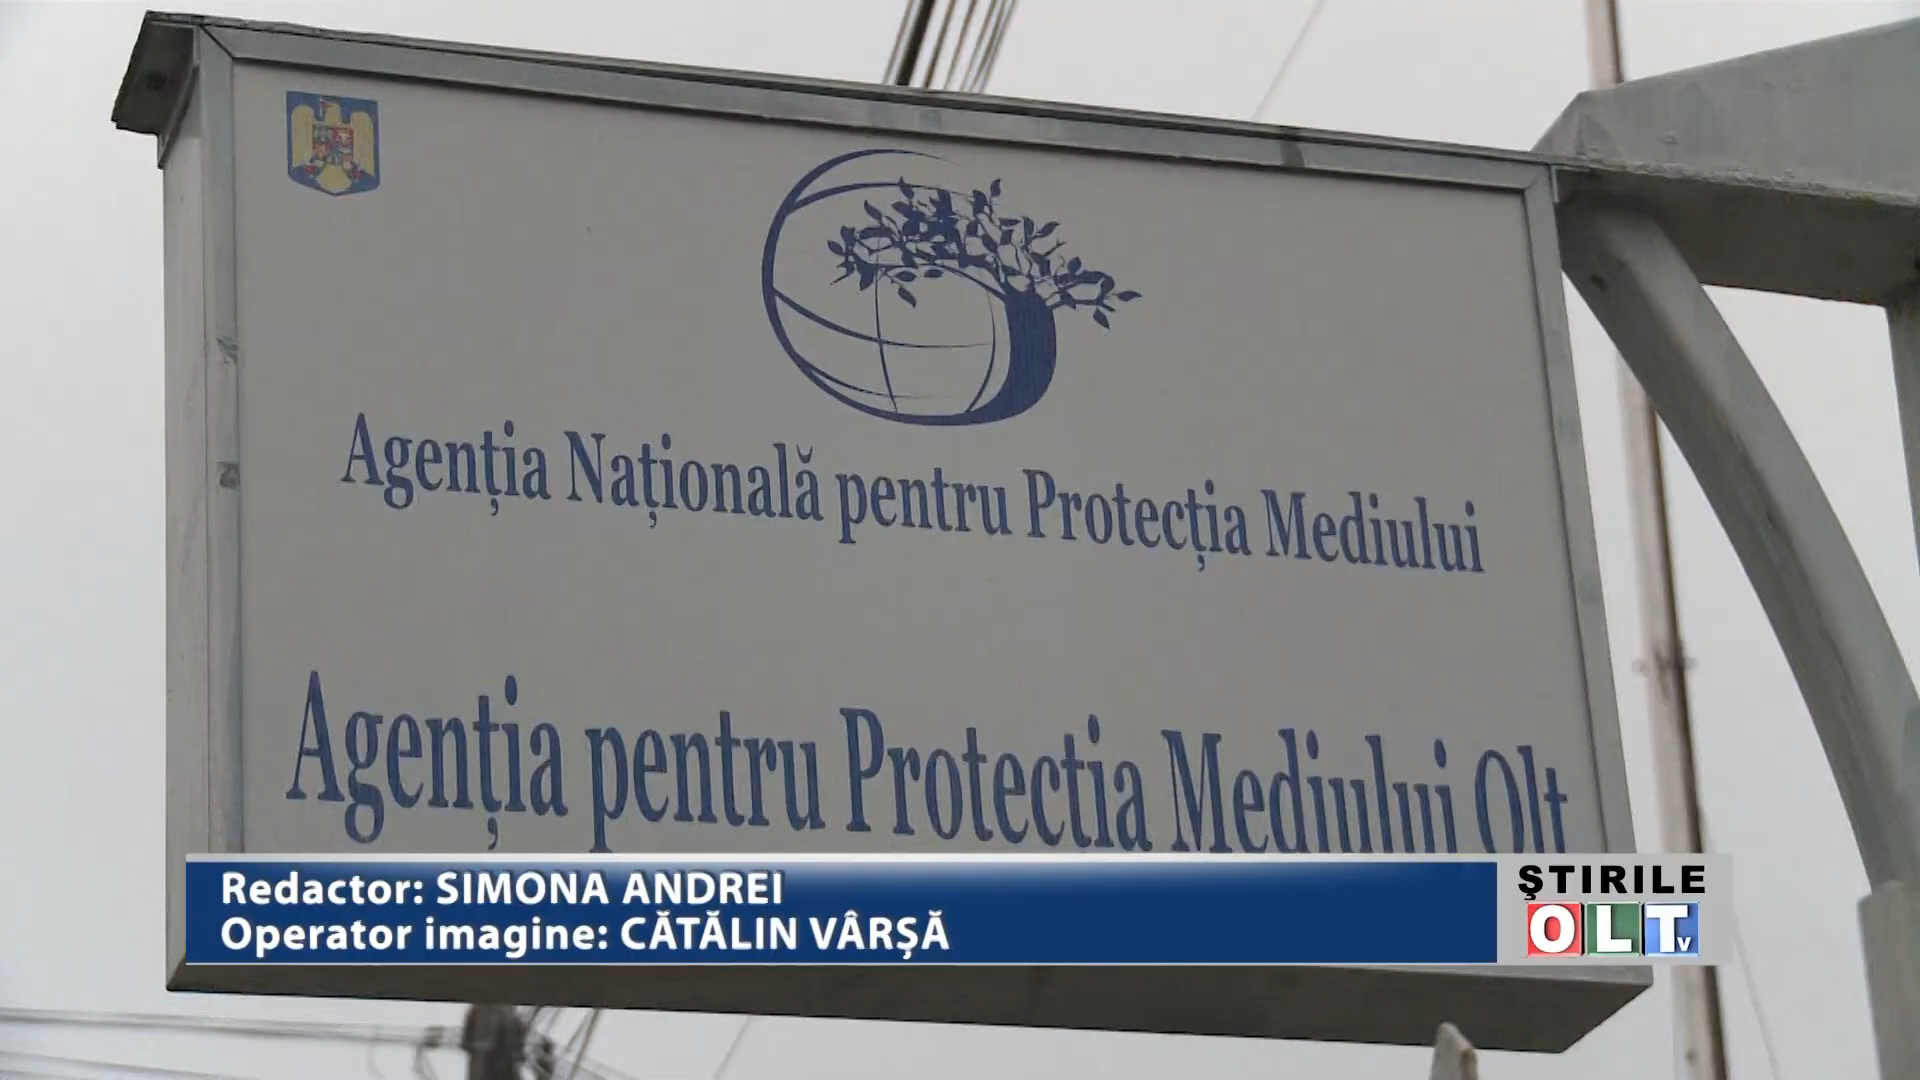 Agenția Națională pentru Protecția Mediului
Agenția pentru Protectia Mediului Olt
Redactor: SIMONA ANDREI
Operator imagine: CĂTĂLIN VÂRȘĂ
ŞTIRILE
OLTv